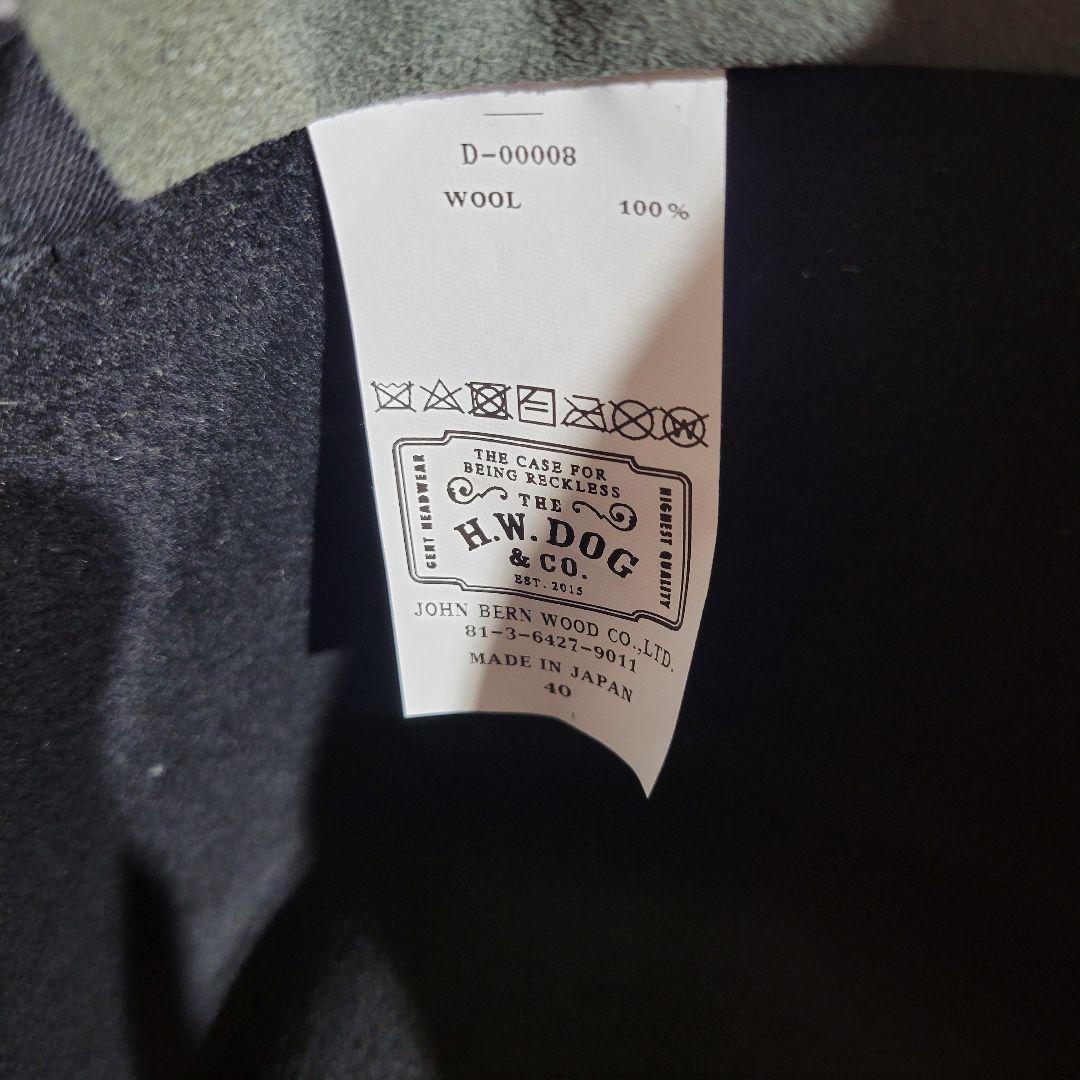 D-00008
WOOL 100%
W
THE CASE FOR
BEING RECKLESS
THE
H.W.DOG
& CO.
EST. 2015
GENT HEADWEAR
HIGHEST QUALITY
JOHN BERN WOOD CO.,LTD.
81-3-6427-9011
MADE IN JAPAN
40